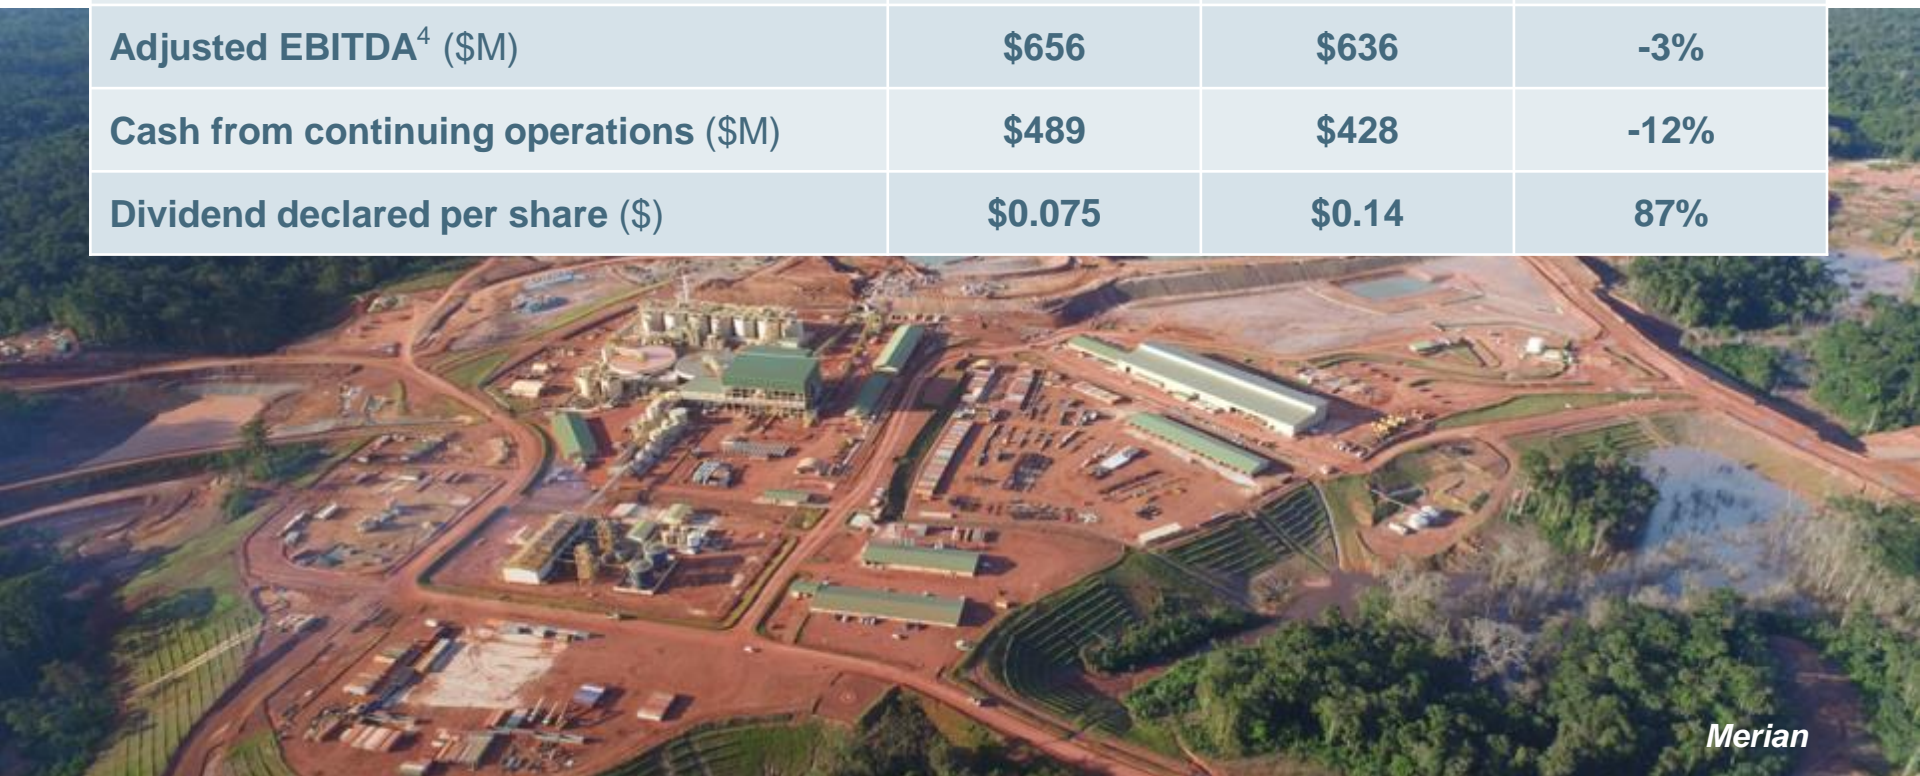 Adjusted EBITDA4 ($M) $656 $636 -3%
Cash from continuing operations ($M) $489 $428 -12%
Dividend declared per share ($) $0.075 $0.14 87%
Merian